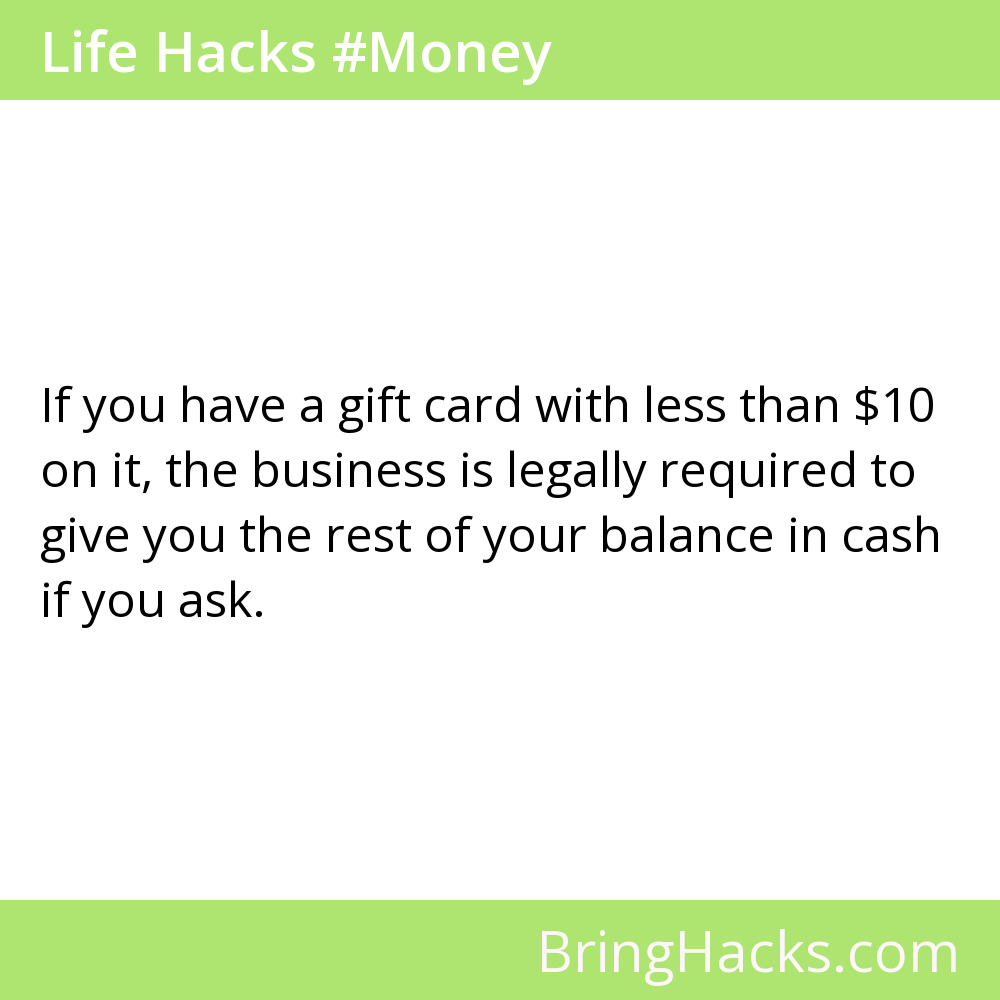 Life Hacks #Money
If you have a gift card with less than $10
on it, the business is legally required to
give you the rest of your balance in cash
if you ask.
BringHacks.com